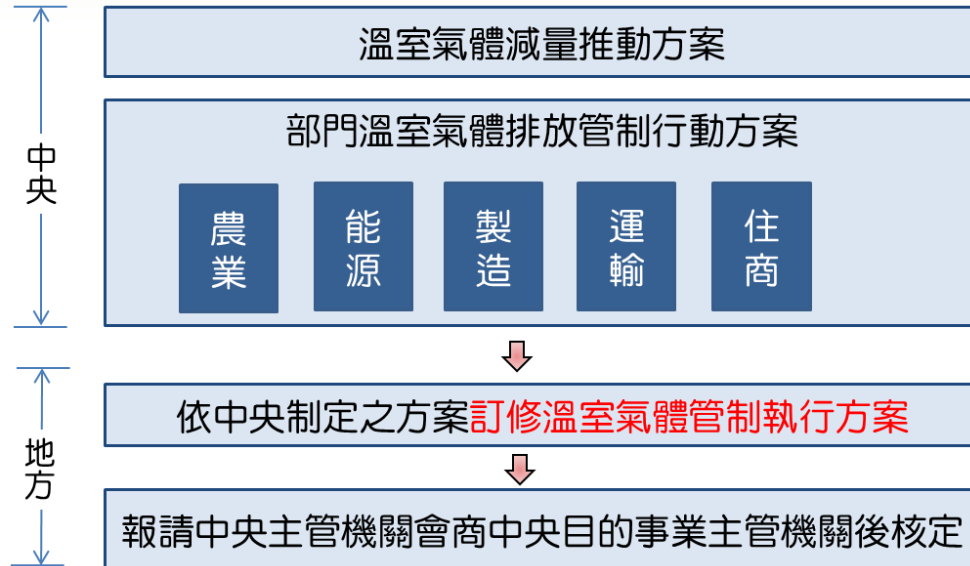 溫室氣體減量推動方案
部門溫室氣體排放管制行動方案
中央
農業
能源
製造
運輸
住商
地方
依中央制定之方案訂修溫室氣體管制執行方案
報請中央主管機關會商中央目的事業主管機關後核定